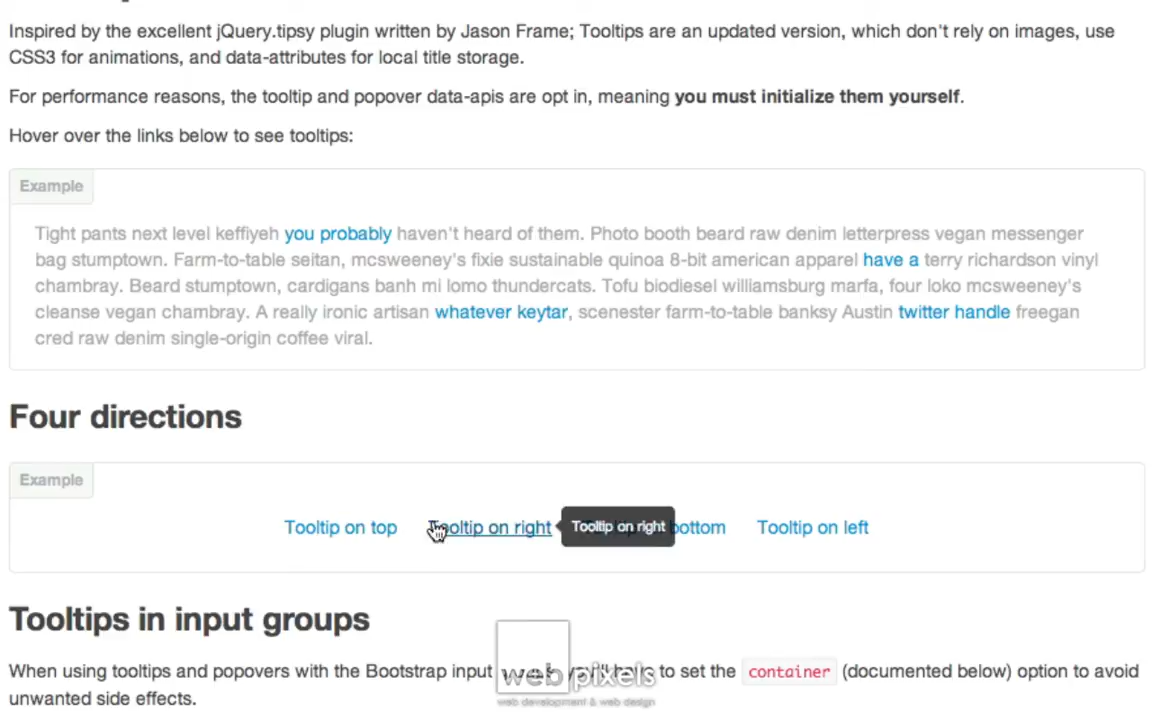 Inspired by the excellent jQuery.tipsy plugin written by Jason Frame; Tooltips are an updated version, which don't rely on images, use
CSS3 for animations, and data-attributes for local title storage.
For performance reasons, the tooltip and popover data-apis are opt in, meaning you must initialize them yourself.
Hover over the links below to see tooltips:
Example
Tight pants next level keffiyeh you probably haven't heard of them. Photo booth beard raw denim letterpress vegan messenger
bag stumptown. Farm-to-table seitan, mcsweeney's fixie sustainable quinoa 8-bit american apparel have a terry richardson vinyl
chambray. Beard stumptown, cardigans banh mi lomo thundercats. Tofu biodiesel williamsburg marfa, four loko mcsweeney's
cleanse vegan chambray. A really ironic artisan whatever keytar, scenester farm-to-table banksy Austin twitter handle freegan
cred raw denim single-origin coffee viral.
Four directions
Example
Tooltip on top Tooltip on right Tooltip on right bottom Tooltip on left
Tooltips in input groups
When using tooltips and popovers with the Bootstrap input to set the container (documented below) option to avoid
unwanted side effects.
web pixels
web development & web design